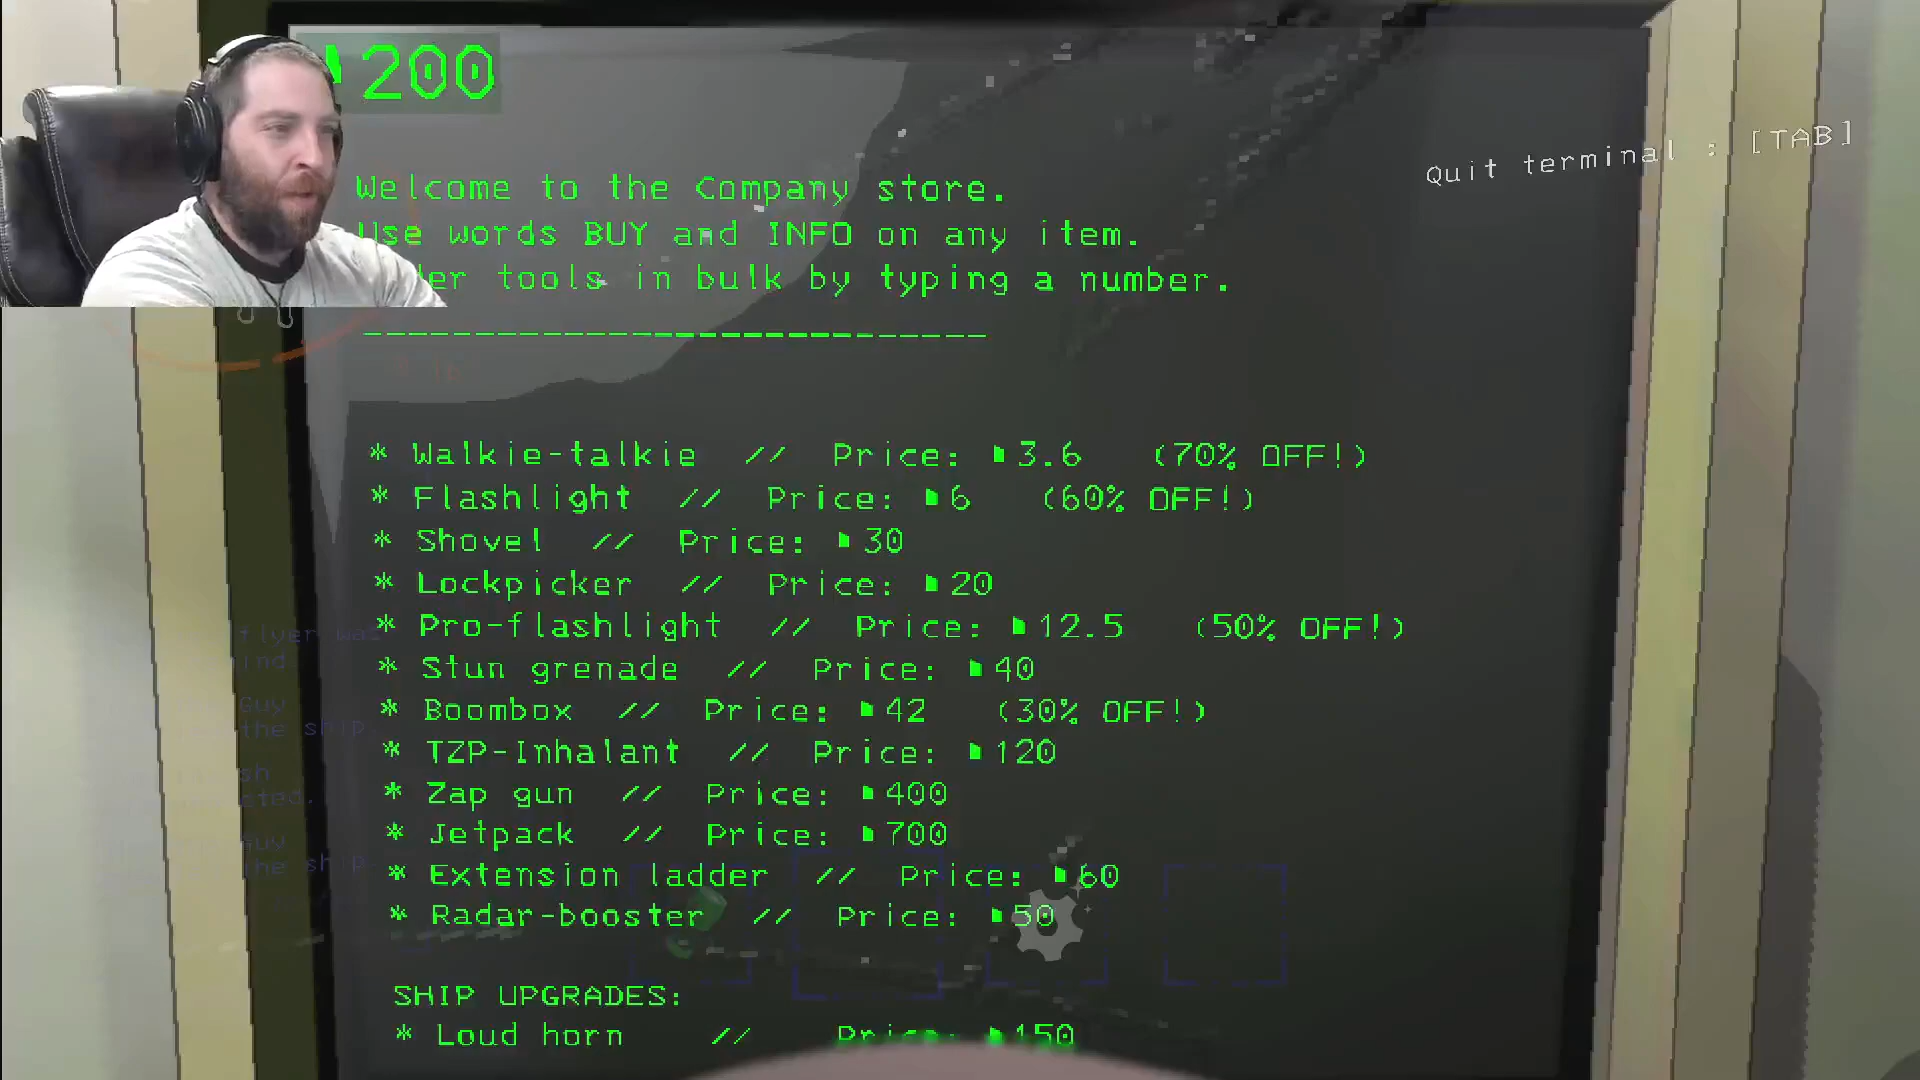 200
Quit terminal : [TAB]
Welcome to the Company store.
Use words BUY and INFO on any item.
tools in bulk by typing a number.
------------------------------
* Walkie-talkie // Price: 3.6 (70% OFF!)
* Flashlight // Price: 6 (60% OFF!)
* Shovel // Price: 30
* Lockpicker // Price: 20
* Pro-flashlight // Price: 12.5 (50% OFF!)
* Stun grenade // Price: 40
* Boombox // Price: 42 (30% OFF!)
* TZP-Inhalant // Price: 120
* Zap gun // Price: 400
* Jetpack // Price: 700
* Extension ladder // Price: 60
* Radar-booster // Price: 50
SHIP UPGRADES:
* Loud horn // Price: 150